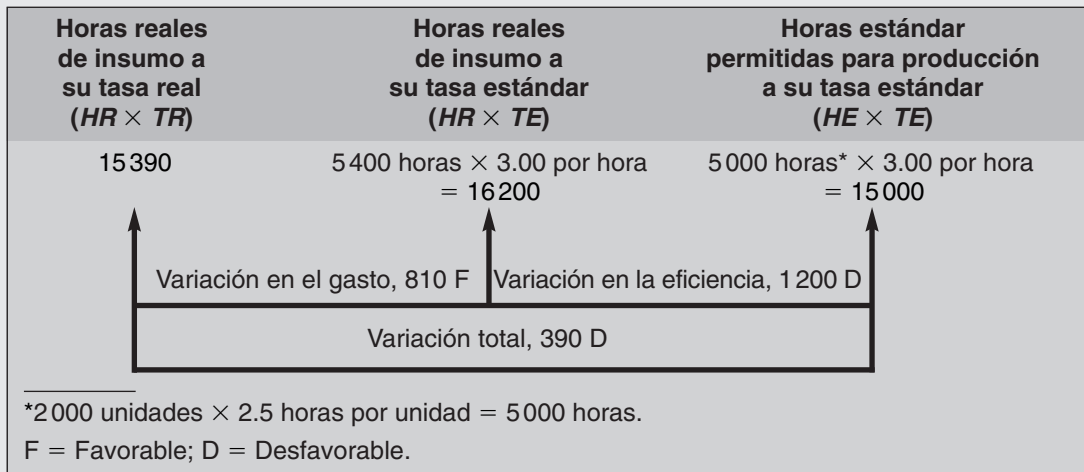 Horas reales
de insumo a
su tasa real
(HR × TR)
Horas reales
de insumo a
su tasa estándar
(HR × TE)
Horas estándar
permitidas para producción
a su tasa estándar
(HE × TE)
15 390
5 400 horas × 3.00 por hora
= 16 200
5 000 horas* × 3.00 por hora
= 15 000
Variación en el gasto, 810 F
Variación en la eficiencia, 1 200 D
Variación total, 390 D
*2 000 unidades × 2.5 horas por unidad = 5 000 horas.
F = Favorable; D = Desfavorable.